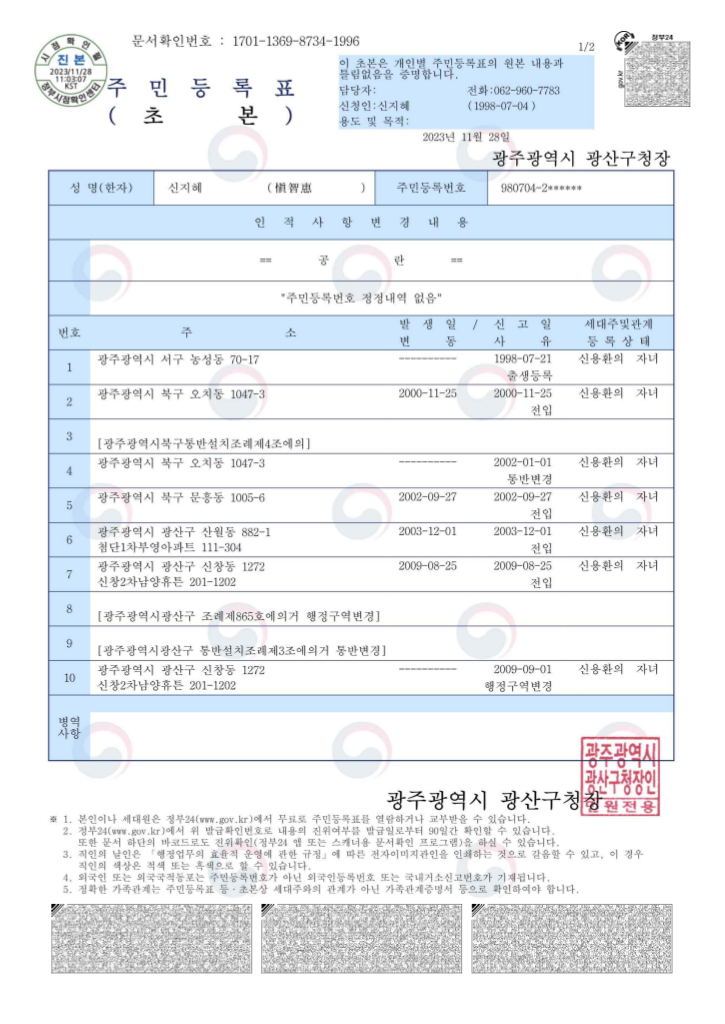 문서확인번호 : 1701-1369-8734-1996
1/2
정부24
시점확인필
진본
2023/11/28
11:03:07
KST
정부시점확인센터
주 민 등 록 표
( 초 본 )
이 초본은 개인별 주민등록표의 원본 내용과
틀림없음을 증명합니다.
담당자: 전화:062-960-7783
신청인:신지혜 (1998-07-04 )
용도 및 목적:
2023년 11월 28일
광주광역시 광산구청장
성 명(한자) 신지혜 (愼智惠 ) 주민등록번호 980704-2******
인 적 사 항 변 경 내 용
== 공 란 ==
"주민등록번호 정정내역 없음"
번호 주 소 발 생 일 / 신 고 일 세대주및관계
변 동 사 유 등 록 상 태
1 광주광역시 서구 농성동 70-17 ---------- 1998-07-21 신용환의 자녀
출생등록
2 광주광역시 북구 오치동 1047-3 2000-11-25 2000-11-25 신용환의 자녀
전입
3
[광주광역시북구통반설치조례제4조에의]
4 광주광역시 북구 오치동 1047-3 ---------- 2002-01-01 신용환의 자녀
통반변경
5 광주광역시 북구 문흥동 1005-6 2002-09-27 2002-09-27 신용환의 자녀
전입
6 광주광역시 광산구 산월동 882-1 2003-12-01 2003-12-01 신용환의 자녀
첨단1차부영아파트 111-304 전입
7 광주광역시 광산구 신창동 1272 2009-08-25 2009-08-25 신용환의 자녀
신창2차남양휴튼 201-1202 전입
8
[광주광역시광산구 조례제865호에의거 행정구역변경]
9
[광주광역시광산구 통반설치조례제3조에의거 통반변경]
10 광주광역시 광산구 신창동 1272 ---------- 2009-09-01 신용환의 자녀
신창2차남양휴튼 201-1202 행정구역변경
병역
사항
광주광역시 광산구청장
광주광역시
광산구청장인
민원전용
※ 1. 본인이나 세대원은 정부24(www.gov.kr)에서 무료로 주민등록표를 열람하거나 교부받을 수 있습니다.
2. 정부24(www.gov.kr)에서 위 발급확인번호로 내용의 진위여부를 발급일로부터 90일간 확인할 수 있습니다.
또한 문서 하단의 바코드로도 진위확인(정부24 앱 또는 스캐너용 문서확인 프로그램)을 하실 수 있습니다.
3. 직인의 날인은 「행정업무의 효율적 운영에 관한 규정」에 따른 전자이미지관인을 인쇄하는 것으로 갈음할 수 있고, 이 경우
직인의 색상은 적색 또는 흑색으로 할 수 있습니다.
4. 외국인 또는 외국국적동포는 주민등록번호가 아닌 외국인등록번호 또는 국내거소신고번호가 기재됩니다.
5. 정확한 가족관계는 주민등록표 등·초본상 세대주와의 관계가 아닌 가족관계증명서 등으로 확인하여야 합니다.